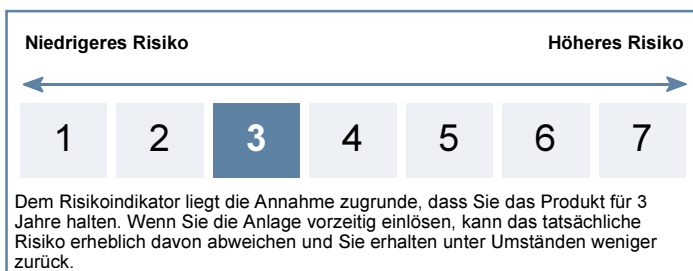 Niedrigeres Risiko Höheres Risiko
1 2 3 4 5 6 7
Dem Risikoindikator liegt die Annahme zugrunde, dass Sie das Produkt für 3
Jahre halten. Wenn Sie die Anlage vorzeitig einlösen, kann das tatsächliche
Risiko erheblich davon abweichen und Sie erhalten unter Umständen weniger
zurück.